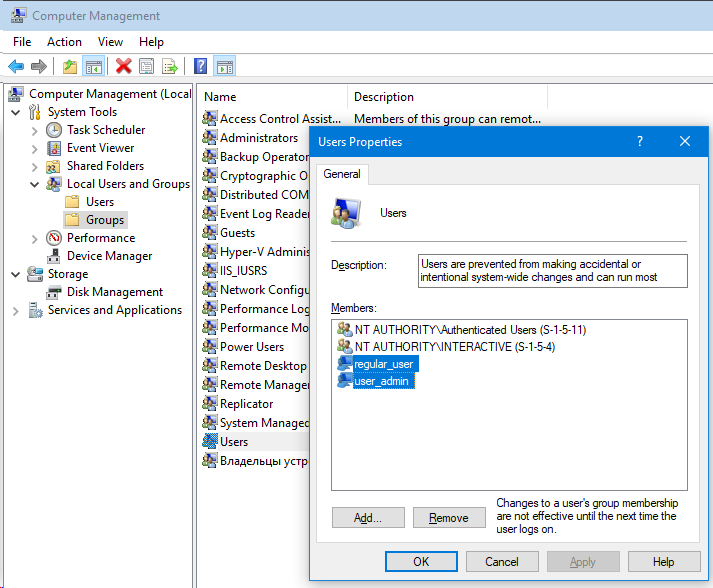 Computer Management
File Action View Help
Computer Management (Local
System Tools
Task Scheduler
Event Viewer
Shared Folders
Local Users and Groups
Users
Groups
Performance
Device Manager
Storage
Disk Management
Services and Applications
Name Description
Access Control Assist... Members of this group can remot...
Administrators
Backup Operator
Cryptographic O
Distributed COM
Event Log Reade
Guests
Hyper-V Adminis
IIS_IUSRS
Network Configu
Performance Log
Performance Mo
Power Users
Remote Desktop
Remote Manage
Replicator
System Managed
Users
Владельцы устр
Users Properties
General
Users
Description:
Users are prevented from making accidental or
intentional system-wide changes and can run most
Members:
NT AUTHORITY\Authenticated Users (S-1-5-11)
NT AUTHORITY\INTERACTIVE (S-1-5-4)
regular_user
user_admin
Add... Remove
Changes to a user's group membership
are not effective until the next time the
user logs on.
OK Cancel Apply Help